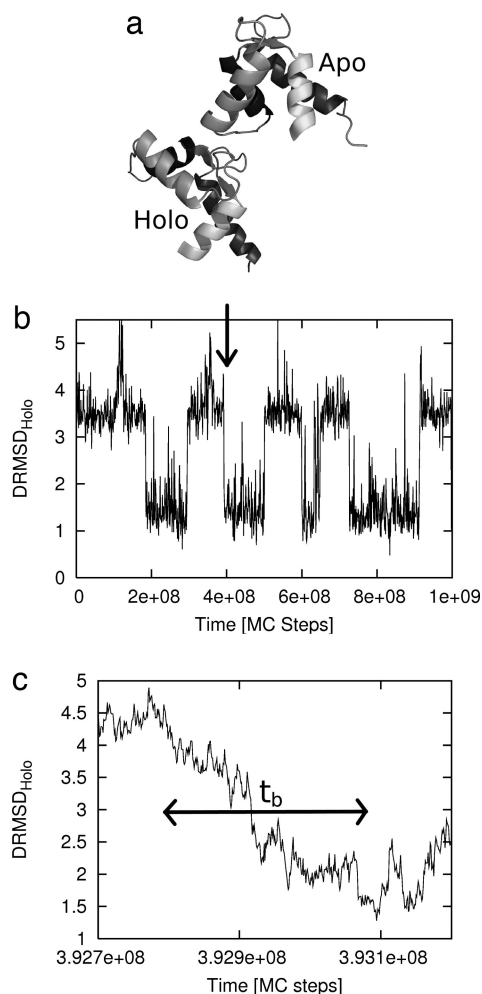 a
Apo
Holo
b
5
4
3
2
1
0
DRMSD_Holo
0 2e+08 4e+08 6e+08 8e+08 1e+09
Time [MC Steps]
c
5
4.5
4
3.5
3
2.5
2
1.5
1
DRMSD_Holo
t_b
3.927e+08 3.929e+08 3.931e+08
Time [MC steps]